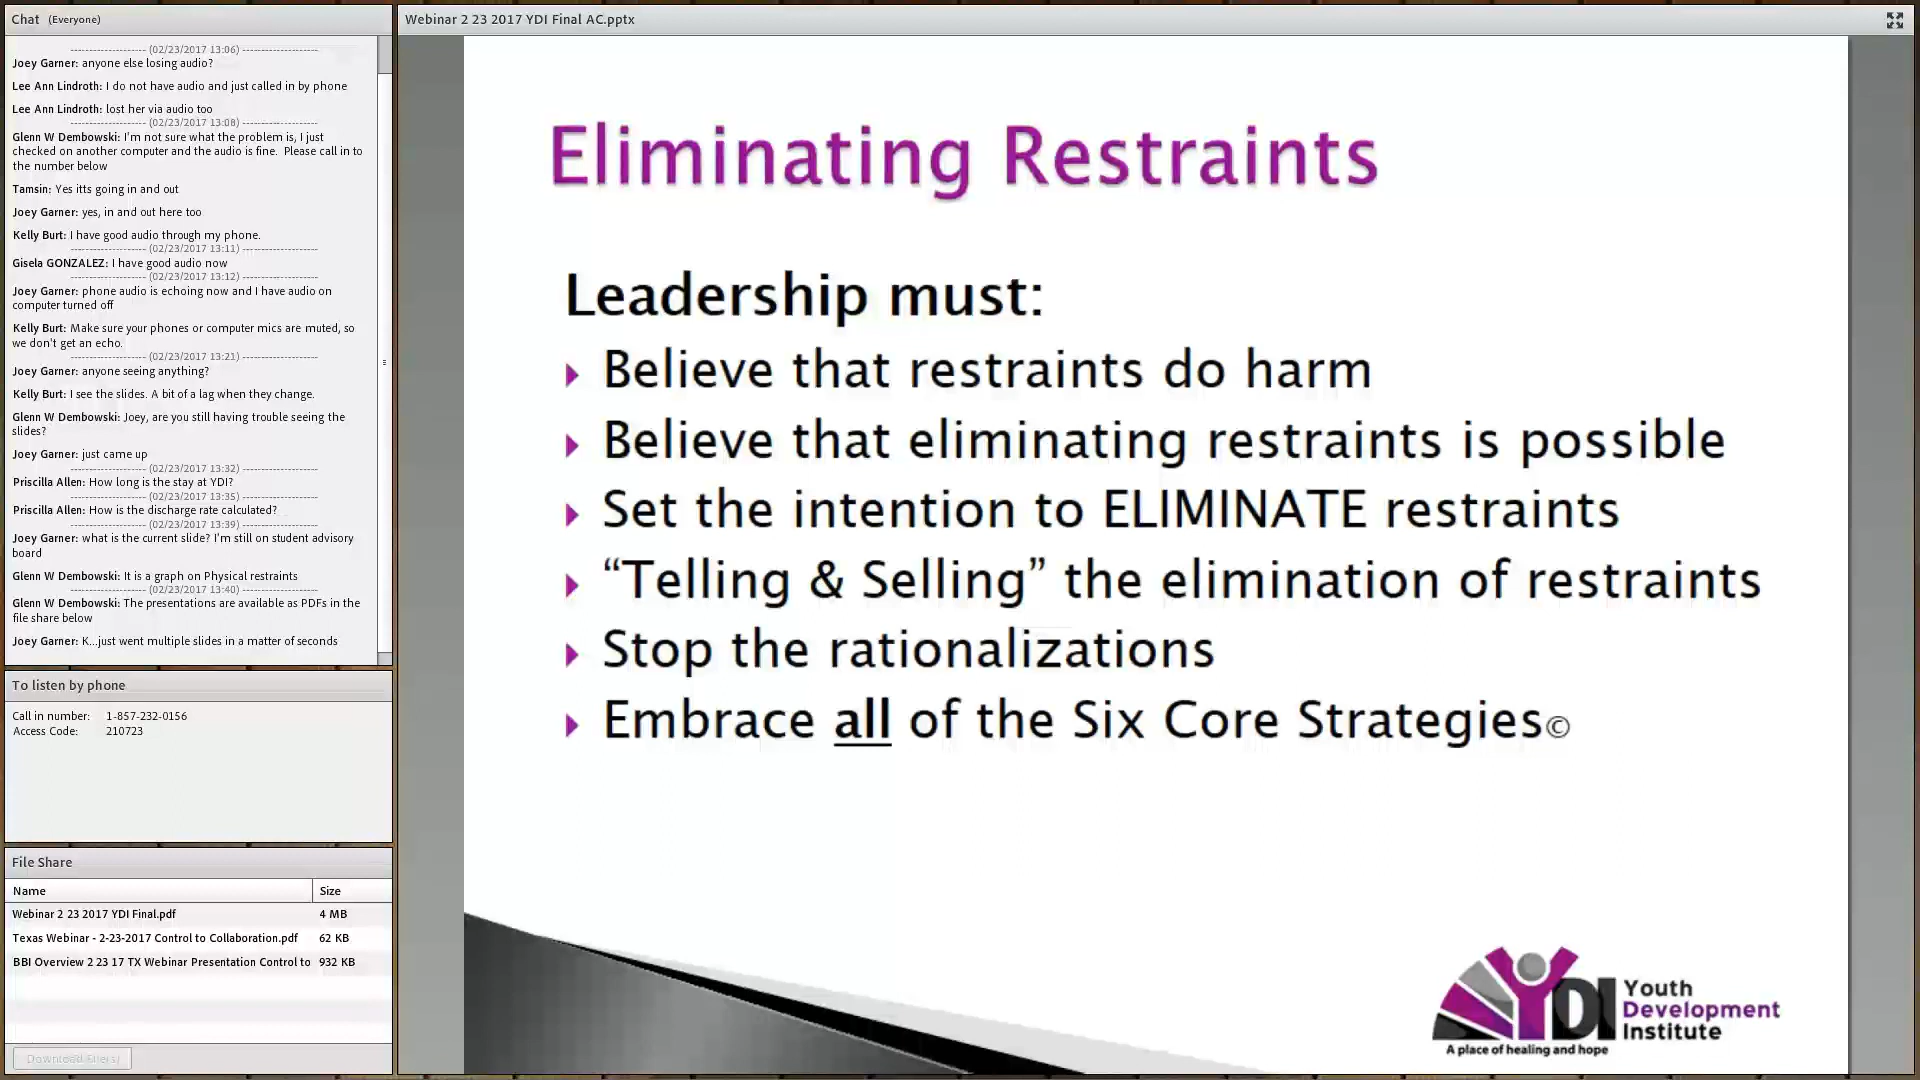 Chat (Everyone)
-------------------- (02/23/2017 13:06) --------------------
Joey Garner: anyone else losing audio?
Lee Ann Lindroth: I do not have audio and just called in by phone
Lee Ann Lindroth: lost her via audio too
-------------------- (02/23/2017 13:08) --------------------
Glenn W Dembowski: I'm not sure what the problem is, I just
checked on another computer and the audio is fine. Please call in to
the number below
Tamsin: Yes itts going in and out
Joey Garner: yes, in and out here too
Kelly Burt: I have good audio through my phone.
-------------------- (02/23/2017 13:11) --------------------
Gisela GONZALEZ: I have good audio now
-------------------- (02/23/2017 13:12) --------------------
Joey Garner: phone audio is echoing now and I have audio on
computer turned off
Kelly Burt: Make sure your phones or computer mics are muted, so
we don't get an echo.
-------------------- (02/23/2017 13:21) --------------------
Joey Garner: anyone seeing anything?
Kelly Burt: I see the slides. A bit of a lag when they change.
Glenn W Dembowski: Joey, are you still having trouble seeing the
slides?
Joey Garner: just came up
-------------------- (02/23/2017 13:32) --------------------
Priscilla Allen: How long is the stay at YDI?
-------------------- (02/23/2017 13:35) --------------------
Priscilla Allen: How is the discharge rate calculated?
-------------------- (02/23/2017 13:39) --------------------
Joey Garner: what is the current slide? I'm still on student advisory
board
Glenn W Dembowski: It is a graph on Physical restraints
-------------------- (02/23/2017 13:40) --------------------
Glenn W Dembowski: The presentations are available as PDFs in the
file share below
Joey Garner: K...just went multiple slides in a matter of seconds
To listen by phone
Call in number: 1-857-232-0156
Access Code: 210723
File Share
Name Size
Webinar 2 23 2017 YDI Final.pdf 4 MB
Texas Webinar - 2-23-2017 Control to Collaboration.pdf 62 KB
BBI Overview 2 23 17 TX Webinar Presentation Control to 932 KB
Download File(s)
Webinar 2 23 2017 YDI Final AC.pptx
Eliminating Restraints
Leadership must:
Believe that restraints do harm
Believe that eliminating restraints is possible
Set the intention to ELIMINATE restraints
“Telling & Selling” the elimination of restraints
Stop the rationalizations
Embrace all of the Six Core Strategies©
YDI
Youth
Development
Institute
A place of healing and hope